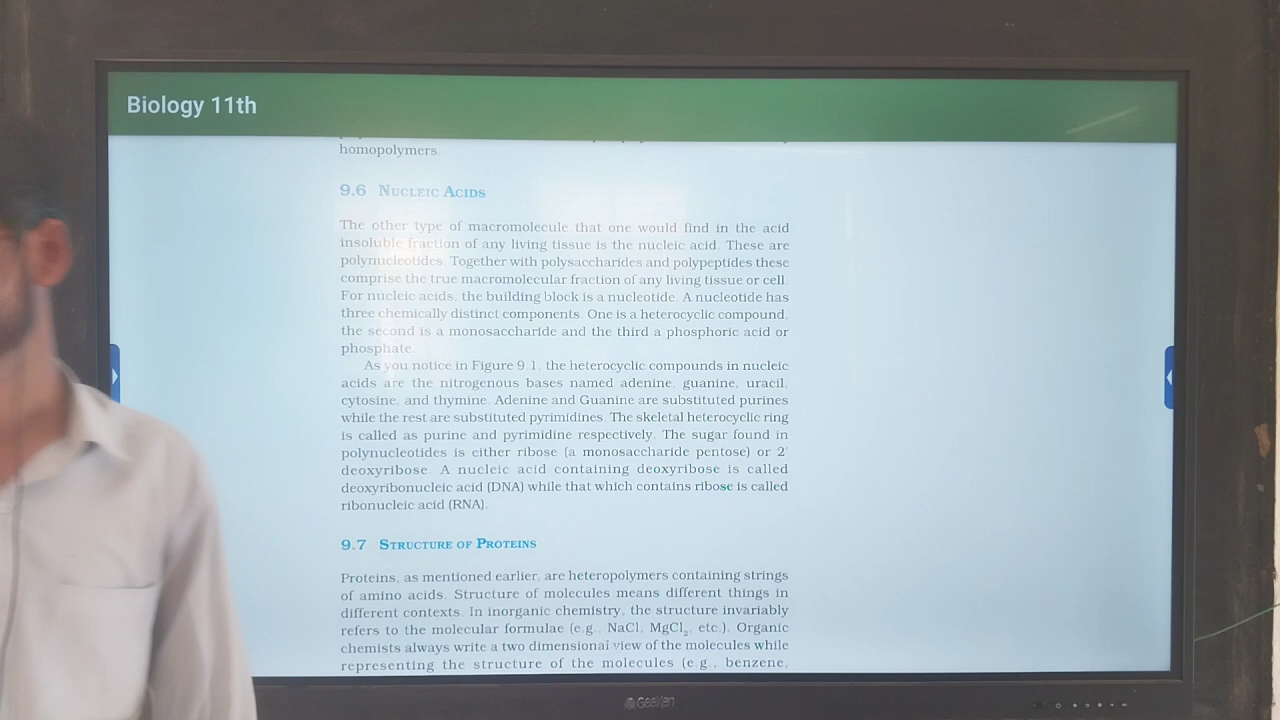 Biology 11th
homopolymers.
9.6 NUCLEIC ACIDS
The other type of macromolecule that one would find in the acid
insoluble fraction of any living tissue is the nucleic acid. These are
polynucleotides. Together with polysaccharides and polypeptides these
comprise the true macromolecular fraction of any living tissue or cell.
For nucleic acids, the building block is a nucleotide. A nucleotide has
three chemically distinct components. One is a heterocyclic compound,
the second is a monosaccharide and the third a phosphoric acid or
phosphate.
As you notice in Figure 9.1, the heterocyclic compounds in nucleic
acids are the nitrogenous bases named adenine, guanine, uracil,
cytosine, and thymine. Adenine and Guanine are substituted purines
while the rest are substituted pyrimidines. The skeletal heterocyclic ring
is called as purine and pyrimidine respectively. The sugar found in
polynucleotides is either ribose (a monosaccharide pentose) or 2'
deoxyribose. A nucleic acid containing deoxyribose is called
deoxyribonucleic acid (DNA) while that which contains ribose is called
ribonucleic acid (RNA).
9.7 STRUCTURE OF PROTEINS
Proteins, as mentioned earlier, are heteropolymers containing strings
of amino acids. Structure of molecules means different things in
different contexts. In inorganic chemistry, the structure invariably
refers to the molecular formulae (e.g., NaCl, MgCl₂, etc.). Organic
chemists always write a two dimensional view of the molecules while
representing the structure of the molecules (e.g., benzene,